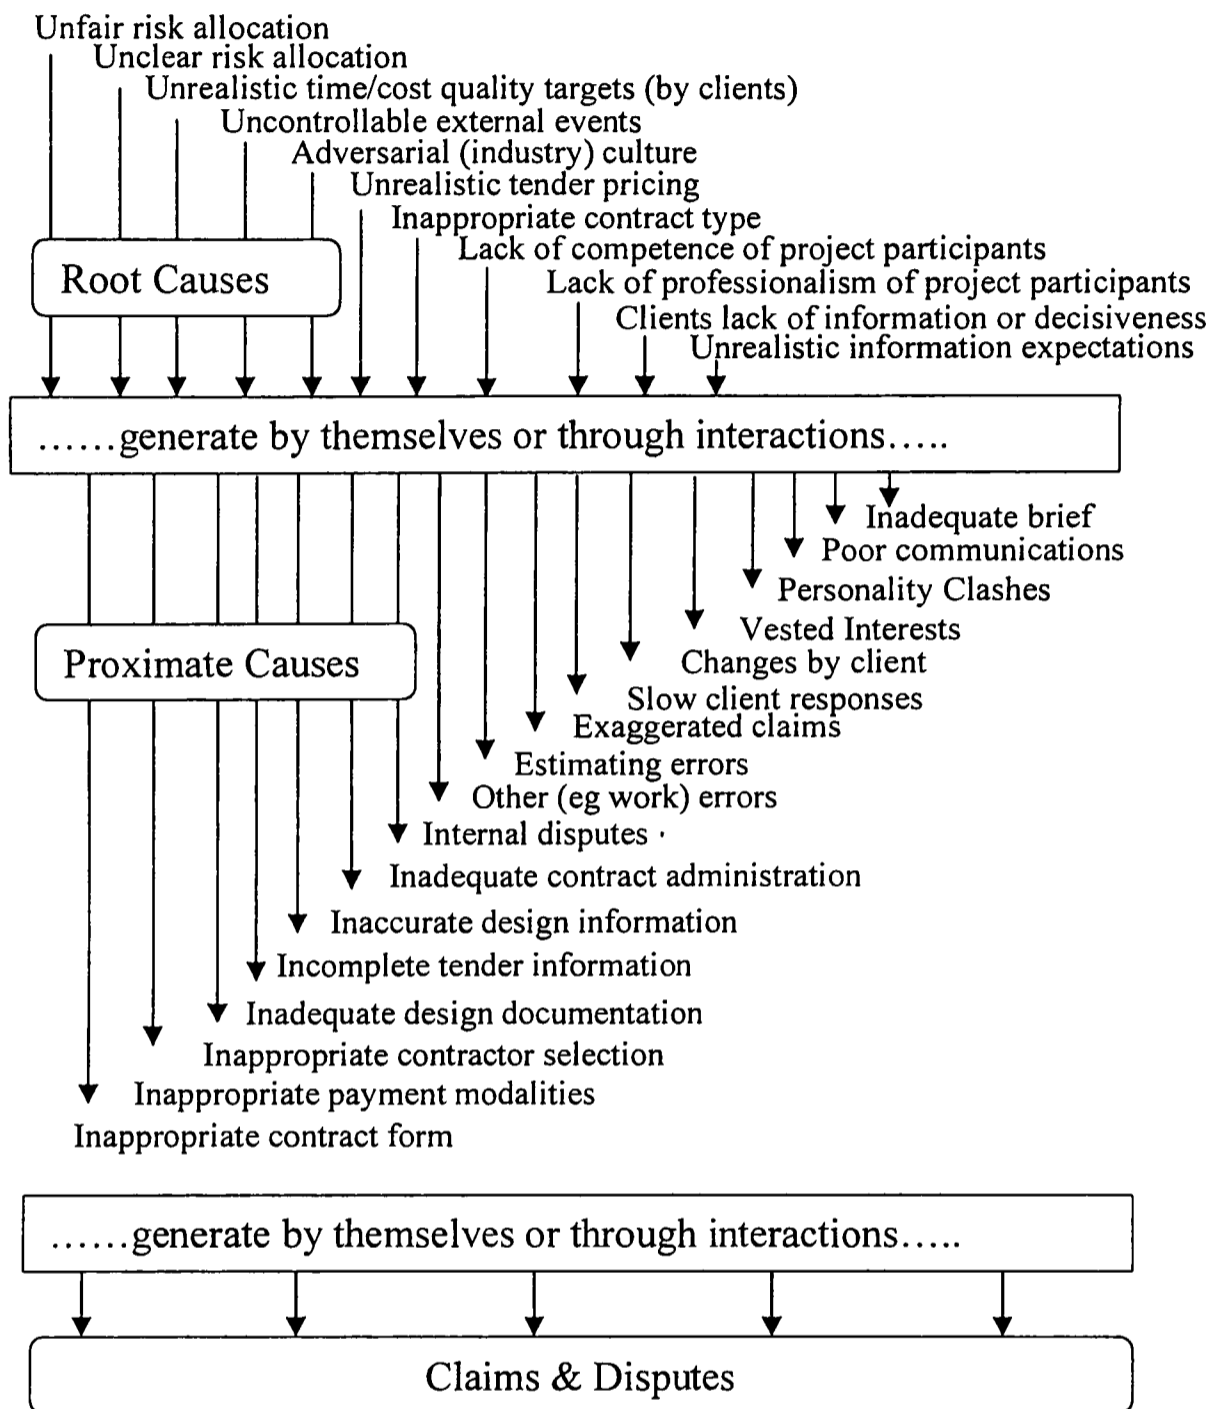 Unfair risk allocation
Unclear risk allocation
Unrealistic time/cost quality targets (by clients)
Uncontrollable external events
Adversarial (industry) culture
Unrealistic tender pricing
Inappropriate contract type
Lack of competence of project participants
Root Causes
Lack of professionalism of project participants
Clients lack of information or decisiveness
Unrealistic information expectations
......generate by themselves or through interactions.....
Inadequate brief
Poor communications
Personality Clashes
Vested Interests
Proximate Causes
Changes by client
Slow client responses
Exaggerated claims
Estimating errors
Other (eg work) errors
Internal disputes
Inadequate contract administration
Inaccurate design information
Incomplete tender information
Inadequate design documentation
Inappropriate contractor selection
Inappropriate payment modalities
Inappropriate contract form
......generate by themselves or through interactions.....
Claims & Disputes